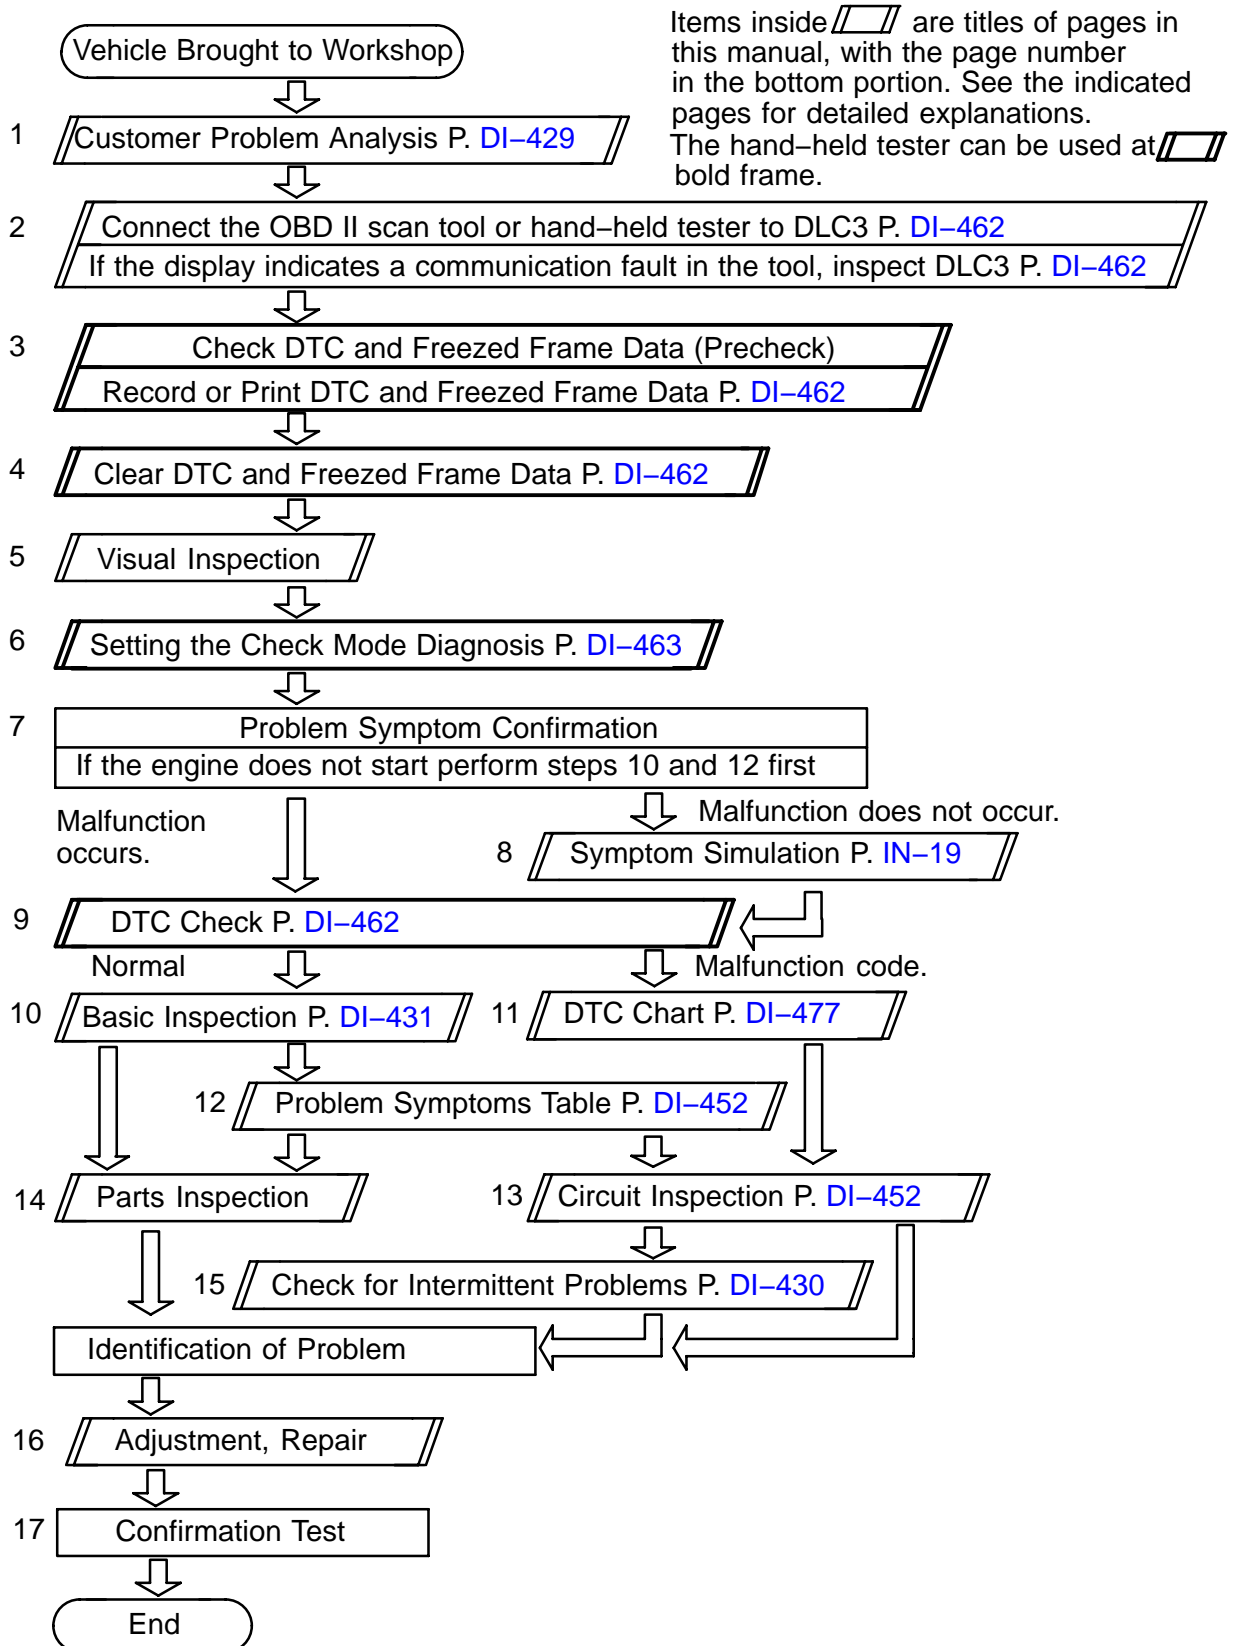 Vehicle Brought to Workshop
Items inside are titles of pages in
this manual, with the page number
in the bottom portion. See the indicated
pages for detailed explanations.
The hand–held tester can be used at
bold frame.
1 Customer Problem Analysis P. DI–429
2 Connect the OBD II scan tool or hand–held tester to DLC3 P. DI–462
If the display indicates a communication fault in the tool, inspect DLC3 P. DI–462
3 Check DTC and Freezed Frame Data (Precheck)
Record or Print DTC and Freezed Frame Data P. DI–462
4 Clear DTC and Freezed Frame Data P. DI–462
5 Visual Inspection
6 Setting the Check Mode Diagnosis P. DI–463
7 Problem Symptom Confirmation
If the engine does not start perform steps 10 and 12 first
Malfunction
occurs.
Malfunction does not occur.
8 Symptom Simulation P. IN–19
9 DTC Check P. DI–462
Normal
Malfunction code.
10 Basic Inspection P. DI–431
11 DTC Chart P. DI–477
12 Problem Symptoms Table P. DI–452
14 Parts Inspection
13 Circuit Inspection P. DI–452
15 Check for Intermittent Problems P. DI–430
Identification of Problem
16 Adjustment, Repair
17 Confirmation Test
End